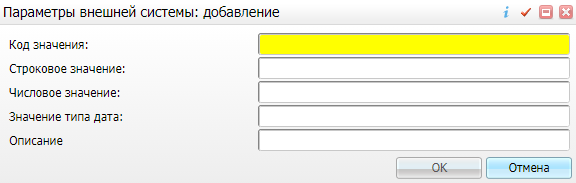 Параметры внешней системы: добавление
Код значения:
Строковое значение:
Числовое значение:
Значение типа дата:
Описание
ОК Отмена